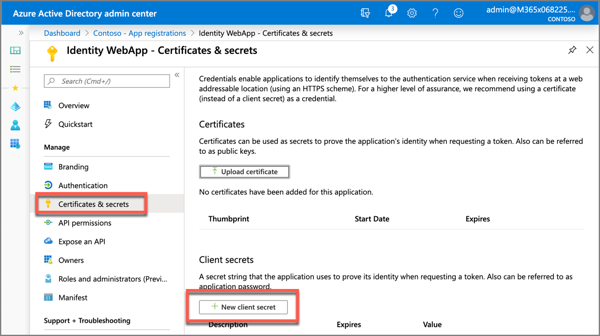 Azure Active Directory admin center
1
admin@M365x068225....
CONTOSO
Dashboard > Contoso - App registrations > Identity WebApp - Certificates & secrets
Identity WebApp - Certificates & secrets
Search (Cmd+/)
Overview
Quickstart
Manage
Branding
Authentication
Certificates & secrets
API permissions
Expose an API
Owners
Roles and administrators (Previ...
Manifest
Support + Troubleshooting
Credentials enable applications to identify themselves to the authentication service when receiving tokens at a web
addressable location (using an HTTPS scheme). For a higher level of assurance, we recommend using a certificate
(instead of a client secret) as a credential.
Certificates
Certificates can be used as secrets to prove the application's identity when requesting a token. Also can be referred
to as public keys.
Upload certificate
No certificates have been added for this application.
Thumbprint Start Date Expires
Client secrets
A secret string that the application uses to prove its identity when requesting a token. Also can be referred to as
application password.
New client secret
Description Expires Value